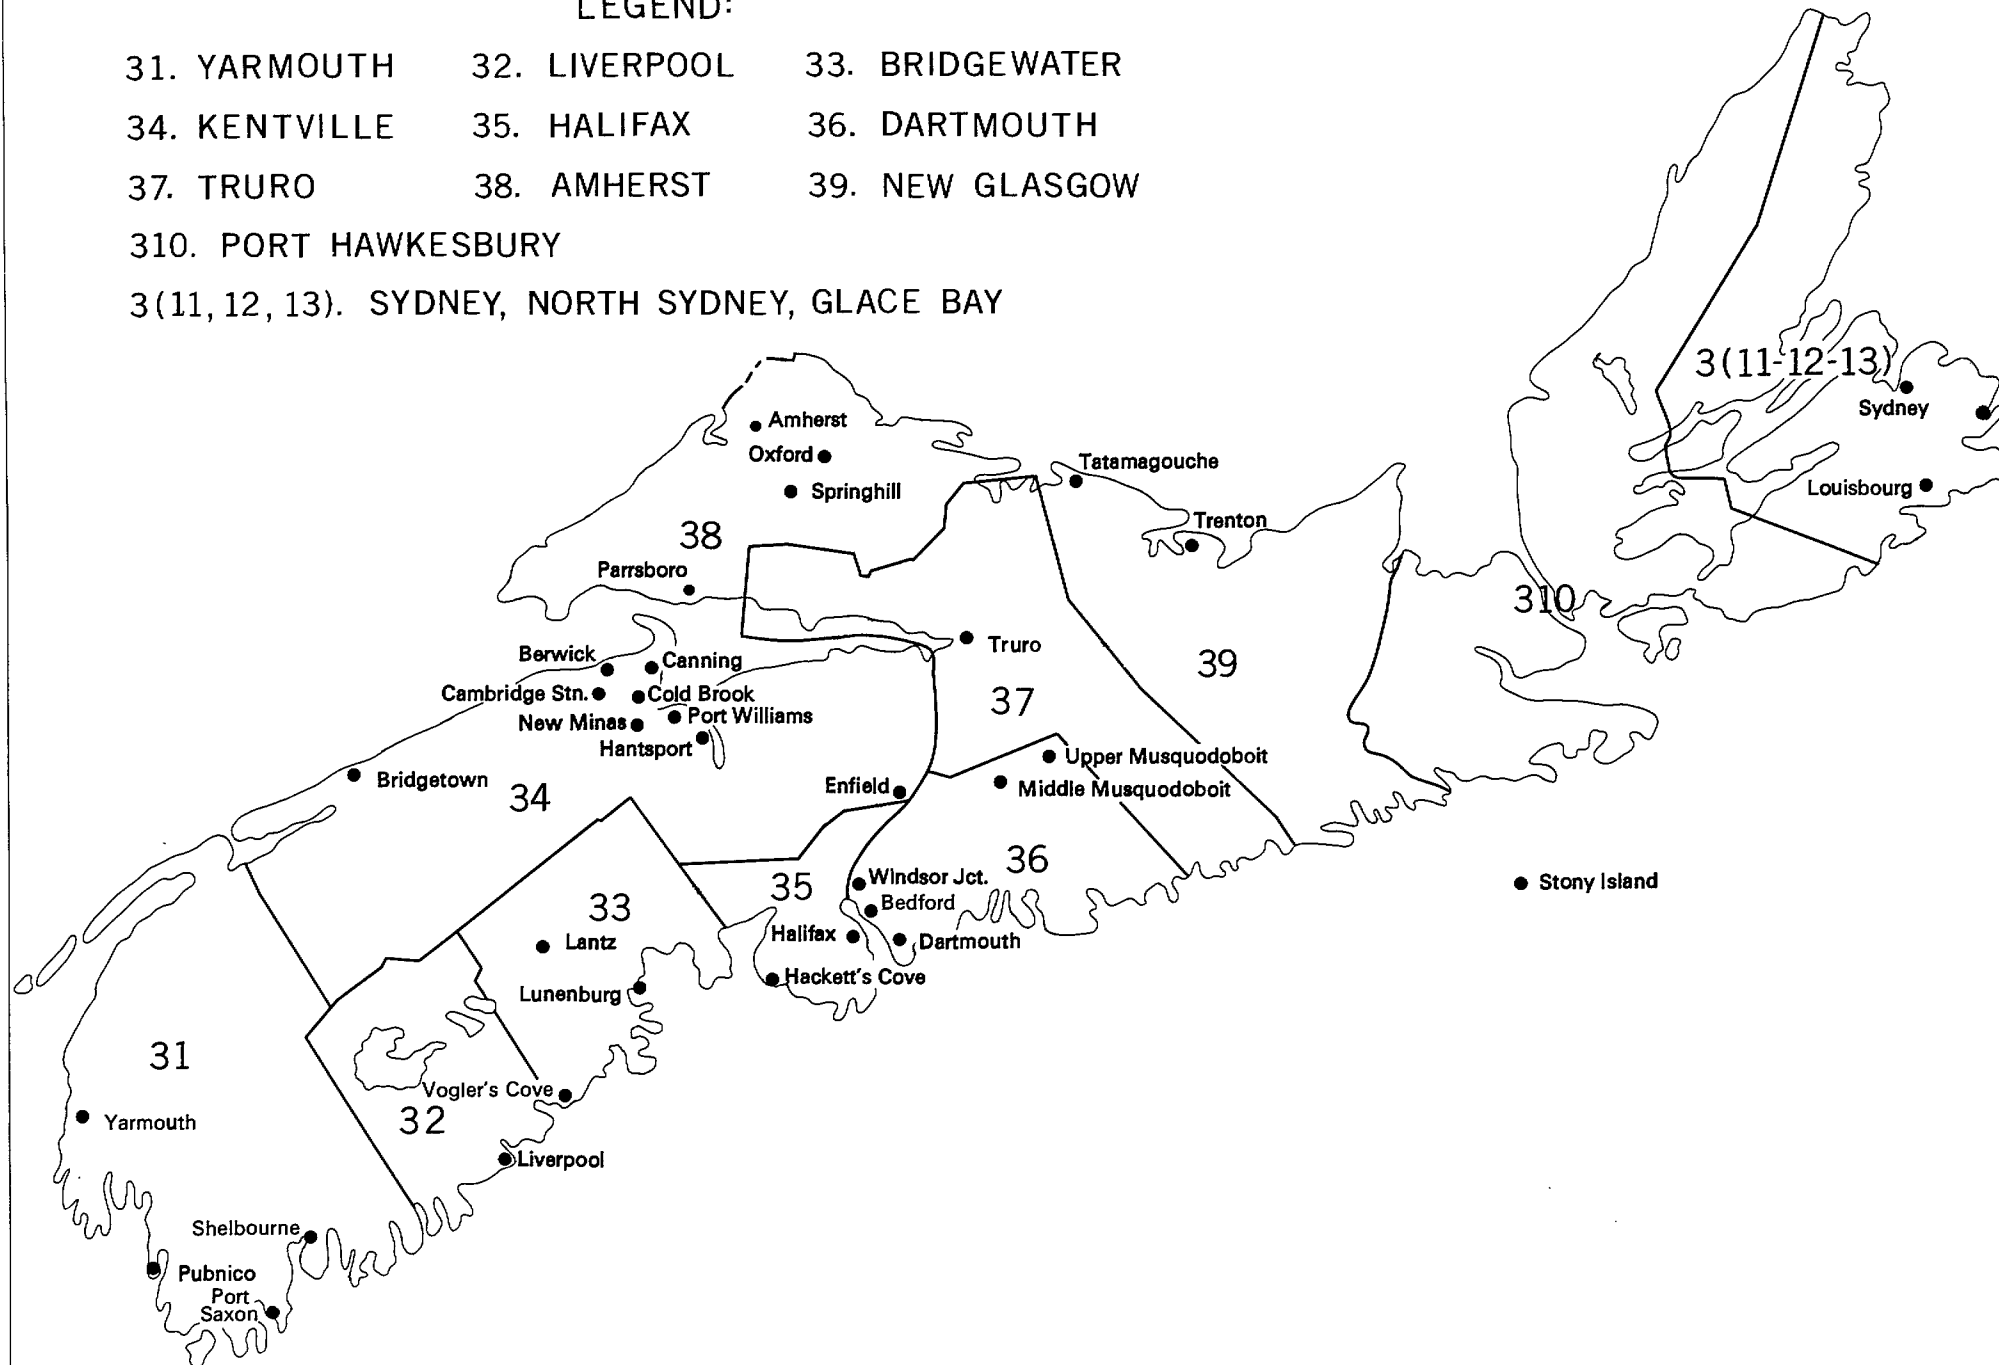 LEGEND:
31. YARMOUTH 32. LIVERPOOL 33. BRIDGEWATER
34. KENTVILLE 35. HALIFAX 36. DARTMOUTH
37. TRURO 38. AMHERST 39. NEW GLASGOW
310. PORT HAWKESBURY
3(11, 12, 13). SYDNEY, NORTH SYDNEY, GLACE BAY
3(11-12-13)
Sydney
Amherst
Oxford
Tatamagouche
Springhill
Louisbourg
Trenton
38
Parrsboro
310
Truro
Berwick
Canning
39
Cambridge Stn.
Cold Brook
37
New Minas
Port Williams
Hantsport
Upper Musquodoboit
Bridgetown
Enfield
Middle Musquodoboit
34
36
35
Windsor Jct.
Stony Island
33
Bedford
Lantz
Halifax
Dartmouth
Hackett's Cove
Lunenburg
31
Vogler's Cove
32
Yarmouth
Liverpool
Shelbourne
Pubnico
Port
Saxon